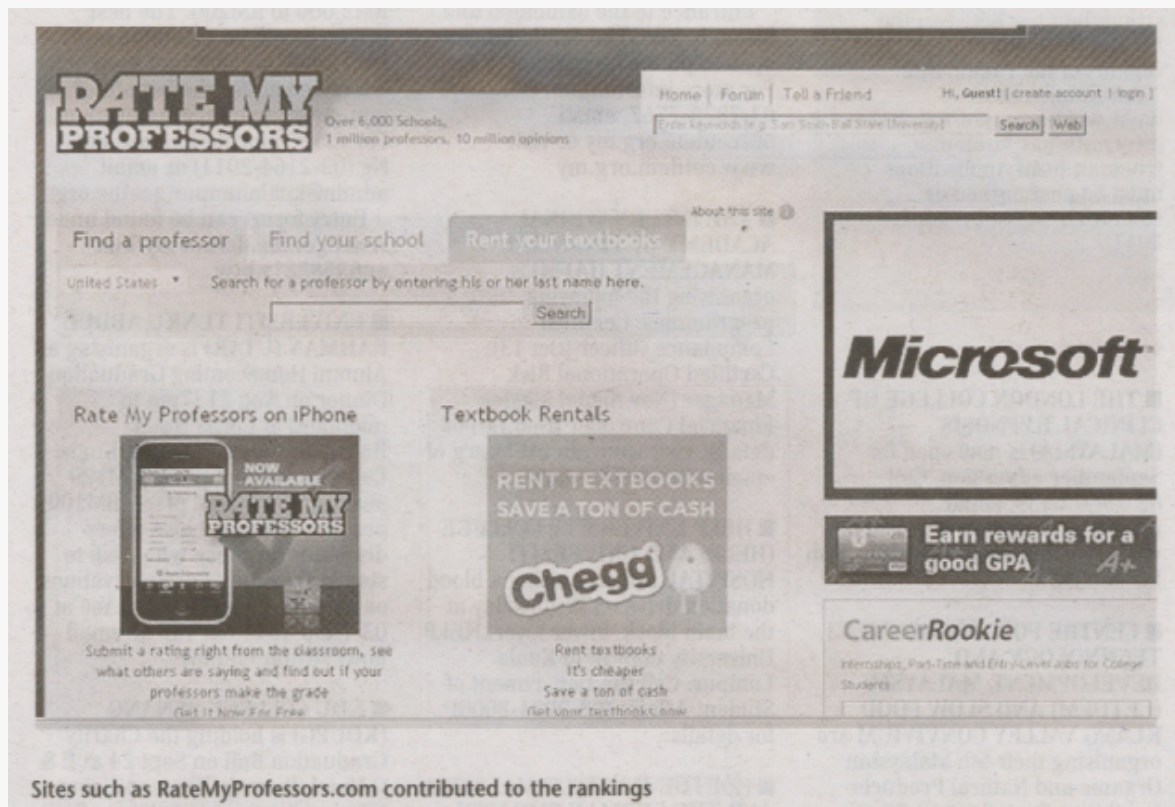 RATE MY
PROFESSORS
Over 6,000 Schools,
1 million professors, 10 million opinions
Home | Forum | Tell a Friend
Hi, Guest! [ create account | login ]
Search
Web
About this site
Find a professor
Find your school
Rent your textbooks
United States
Search for a professor by entering his or her last name here.
Search
Microsoft
Rate My Professors on iPhone
NOW
AVAILABLE
RATE MY
PROFESSORS
Submit a rating right from the classroom, see
what others are saying and find out if your
professors make the grade
Get It Now For Free
Textbook Rentals
RENT TEXTBOOKS
SAVE A TON OF CASH
Chegg
Rent textbooks
It's cheaper
Save a ton of cash
Get your textbooks now
Earn rewards for a
good GPA
A+
CareerRookie
Internships, Part-Time and Entry-Level Jobs for College
Students
Sites such as RateMyProfessors.com contributed to the rankings